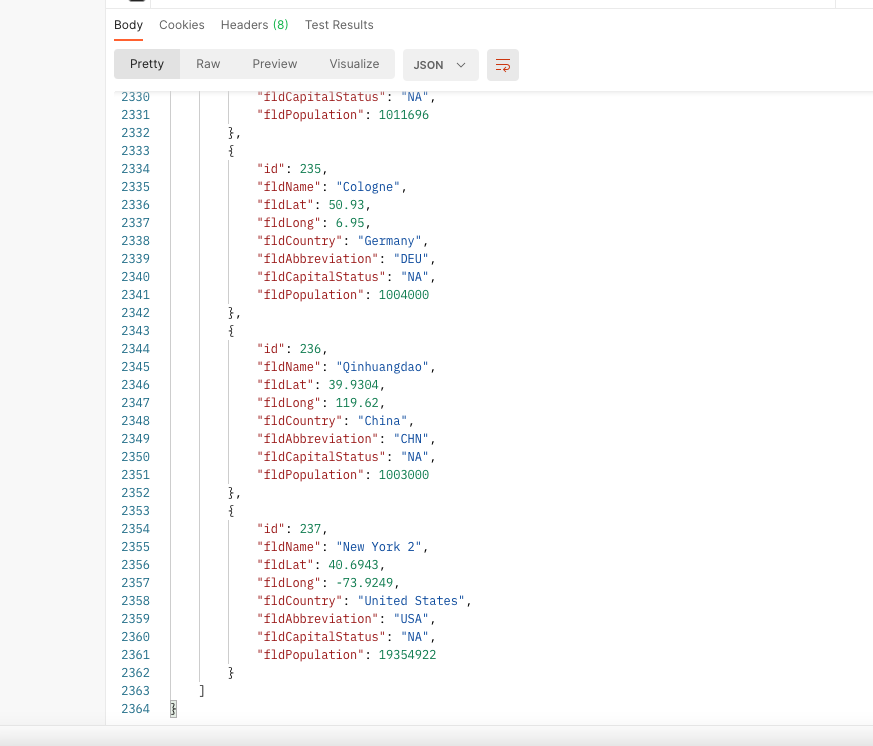 Body Cookies Headers (8) Test Results
Pretty Raw Preview Visualize JSON
2330 "fldCapitalStatus": "NA",
2331 "fldPopulation": 1011696
2332 },
2333 {
2334 "id": 235,
2335 "fldName": "Cologne",
2336 "fldLat": 50.93,
2337 "fldLong": 6.95,
2338 "fldCountry": "Germany",
2339 "fldAbbreviation": "DEU",
2340 "fldCapitalStatus": "NA",
2341 "fldPopulation": 1004000
2342 },
2343 {
2344 "id": 236,
2345 "fldName": "Qinhuangdao",
2346 "fldLat": 39.9304,
2347 "fldLong": 119.62,
2348 "fldCountry": "China",
2349 "fldAbbreviation": "CHN",
2350 "fldCapitalStatus": "NA",
2351 "fldPopulation": 1003000
2352 },
2353 {
2354 "id": 237,
2355 "fldName": "New York 2",
2356 "fldLat": 40.6943,
2357 "fldLong": -73.9249,
2358 "fldCountry": "United States",
2359 "fldAbbreviation": "USA",
2360 "fldCapitalStatus": "NA",
2361 "fldPopulation": 19354922
2362 }
2363 ]
2364 }